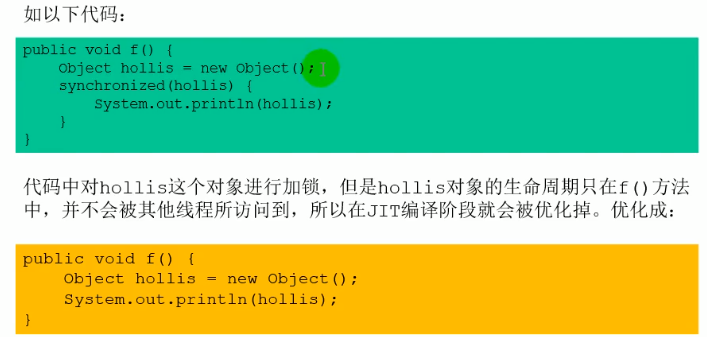 如以下代码：
public void f() {
    Object hollis = new Object();
    synchronized(hollis) {
        System.out.println(hollis);
    }
}
代码中对hollis这个对象进行加锁，但是hollis对象的生命周期只在f()方法
中，并不会被其他线程所访问到，所以在JIT编译阶段就会被优化掉。优化成：
public void f() {
    Object hollis = new Object();
    System.out.println(hollis);
}